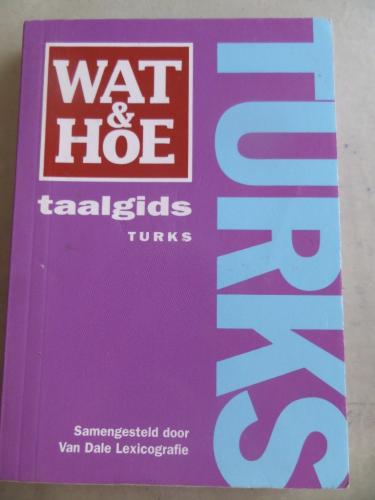 WAT
&
HOE
taalgids
TURKS
TURKS
Samengesteld door
Van Dale Lexicografie